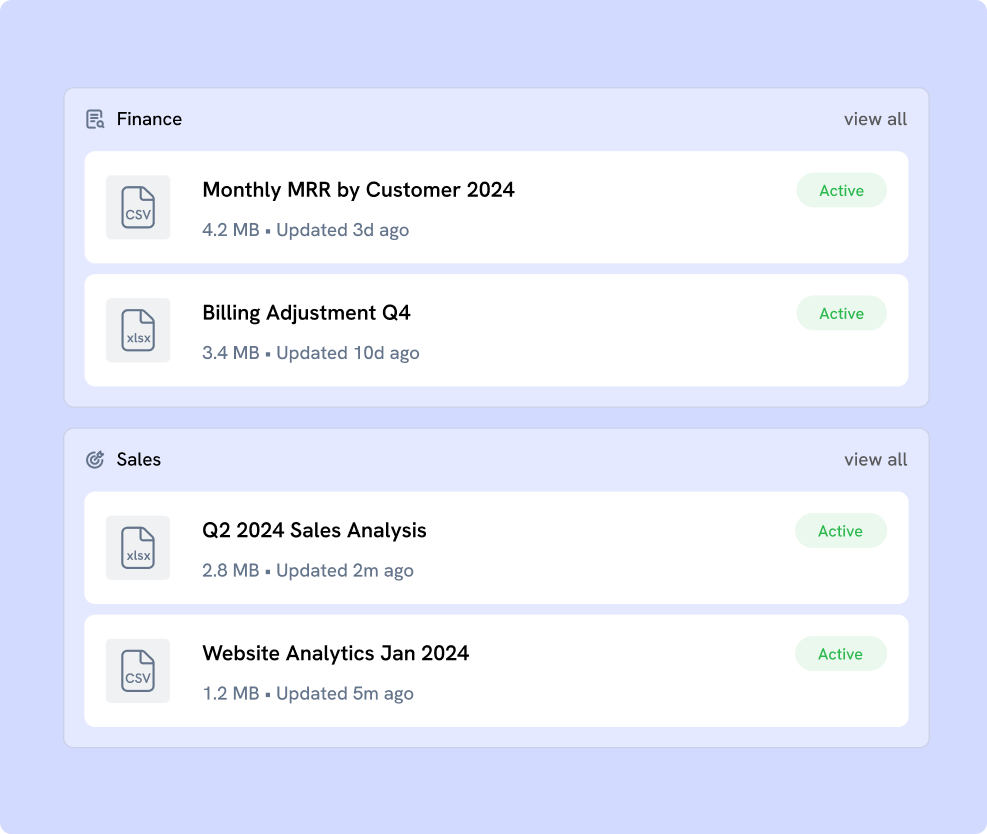 Finance
view all
CSV
Monthly MRR by Customer 2024
Active
4.2 MB • Updated 3d ago
xlsx
Billing Adjustment Q4
Active
3.4 MB • Updated 10d ago
Sales
view all
xlsx
Q2 2024 Sales Analysis
Active
2.8 MB • Updated 2m ago
CSV
Website Analytics Jan 2024
Active
1.2 MB • Updated 5m ago